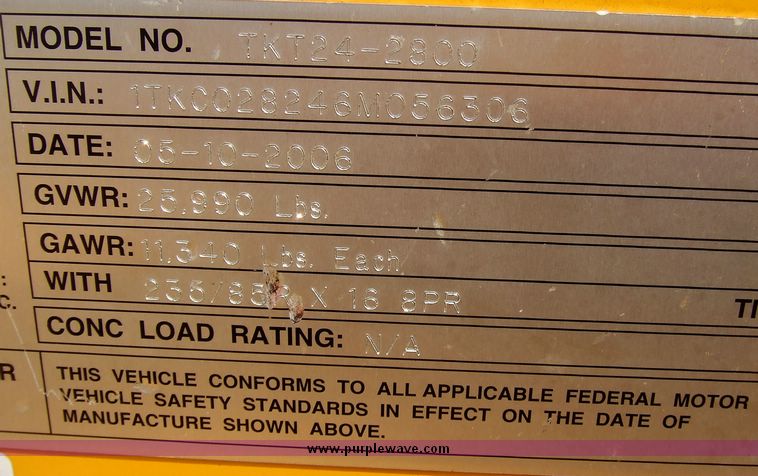 MODEL NO. TKT24-2800
V.I.N.: 1TKC028246M056306
DATE: 05-10-2006
GVWR: 25,990 Lbs.
GAWR: 11,340 Lbs. Each
WITH 235/85R X 16 8PR
CONC LOAD RATING: N/A
THIS VEHICLE CONFORMS TO ALL APPLICABLE FEDERAL MOTOR
VEHICLE SAFETY STANDARDS IN EFFECT ON THE DATE OF
MANUFACTURE SHOWN ABOVE.
www.purplewave.com